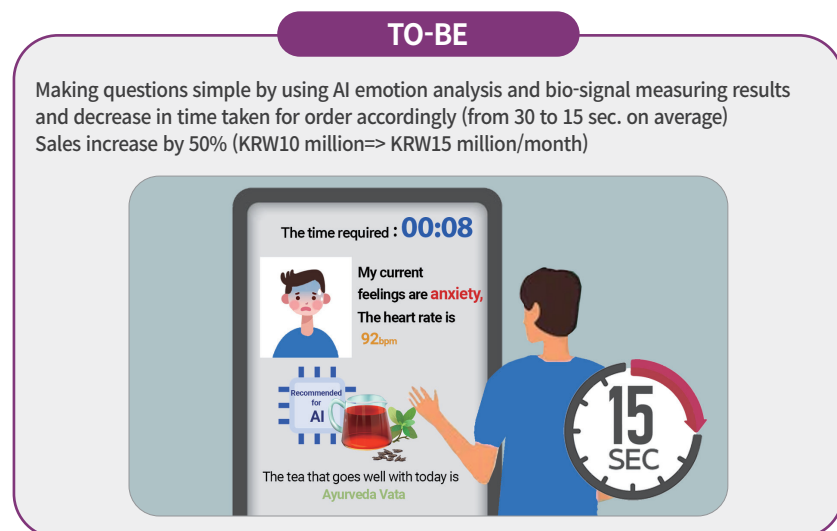 TO-BE
Making questions simple by using AI emotion analysis and bio-signal measuring results
and decrease in time taken for order accordingly (from 30 to 15 sec. on average)
Sales increase by 50% (KRW10 million=> KRW15 million/month)
The time required : 00:08
My current
feelings are anxiety,
The heart rate is
92bpm
Recommended
for
AI
The tea that goes well with today is
Ayurveda Vata
15
SEC